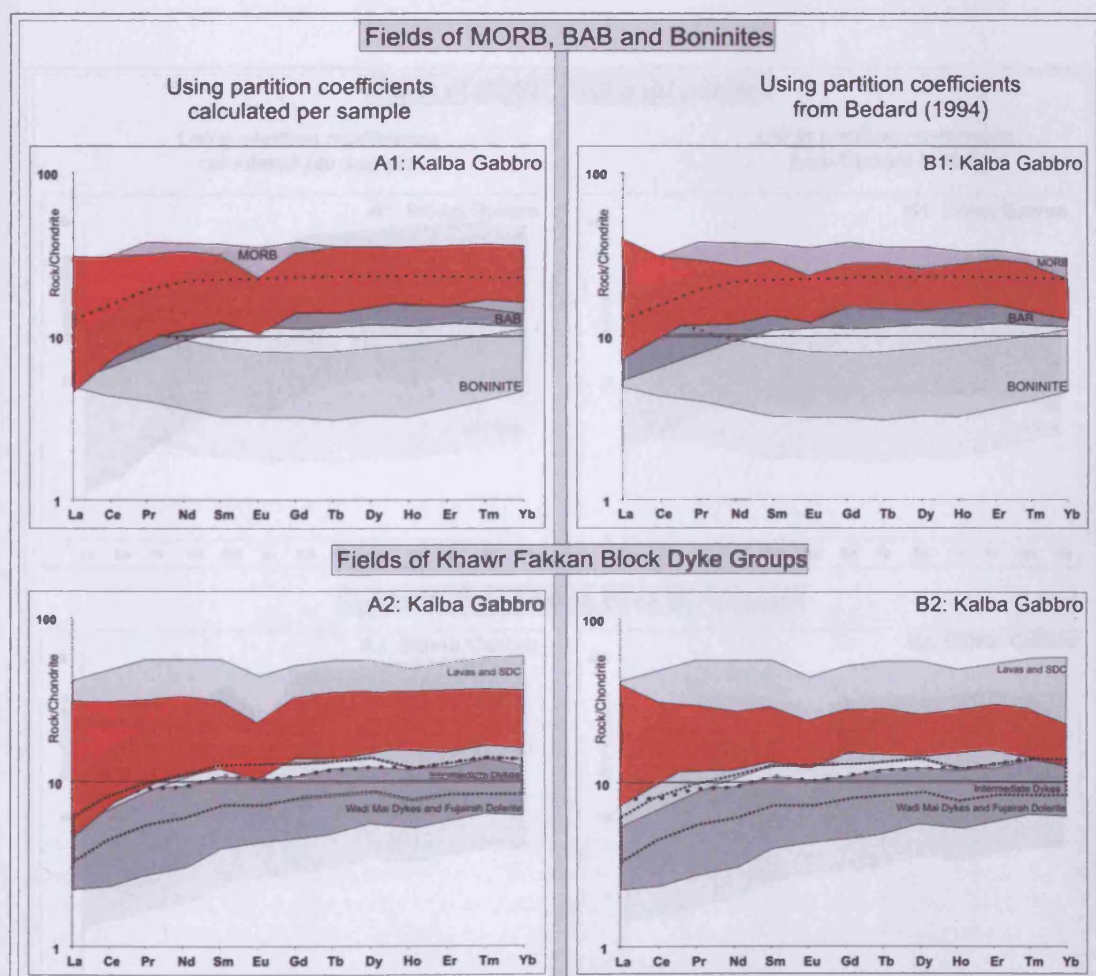 Fields of MORB, BAB and Boninites
Using partition coefficients
calculated per sample
Using partition coefficients
from Bedard (1994)
A1: Kalba Gabbro
100
Rock/Chondrite
MORB
10
BAB
BONINITE
1
La Ce Pr Nd Sm Eu Gd Tb Dy Ho Er Tm Yb
B1: Kalba Gabbro
100
Rock/Chondrite
MORB
10
BAB
BONINITE
1
La Ce Pr Nd Sm Eu Gd Tb Dy Ho Er Tm Yb
Fields of Khawr Fakkan Block Dyke Groups
A2: Kalba Gabbro
100
Rock/Chondrite
Lavas and SDC
10
Intermediate Dykes
Wadi Mai Dykes and Fujairah Dolerite
1
La Ce Pr Nd Sm Eu Gd Tb Dy Ho Er Tm Yb
B2: Kalba Gabbro
100
Rock/Chondrite
Lavas and SDC
10
Intermediate Dykes
Wadi Mai Dykes and Fujairah Dolerite
1
La Ce Pr Nd Sm Eu Gd Tb Dy Ho Er Tm Yb